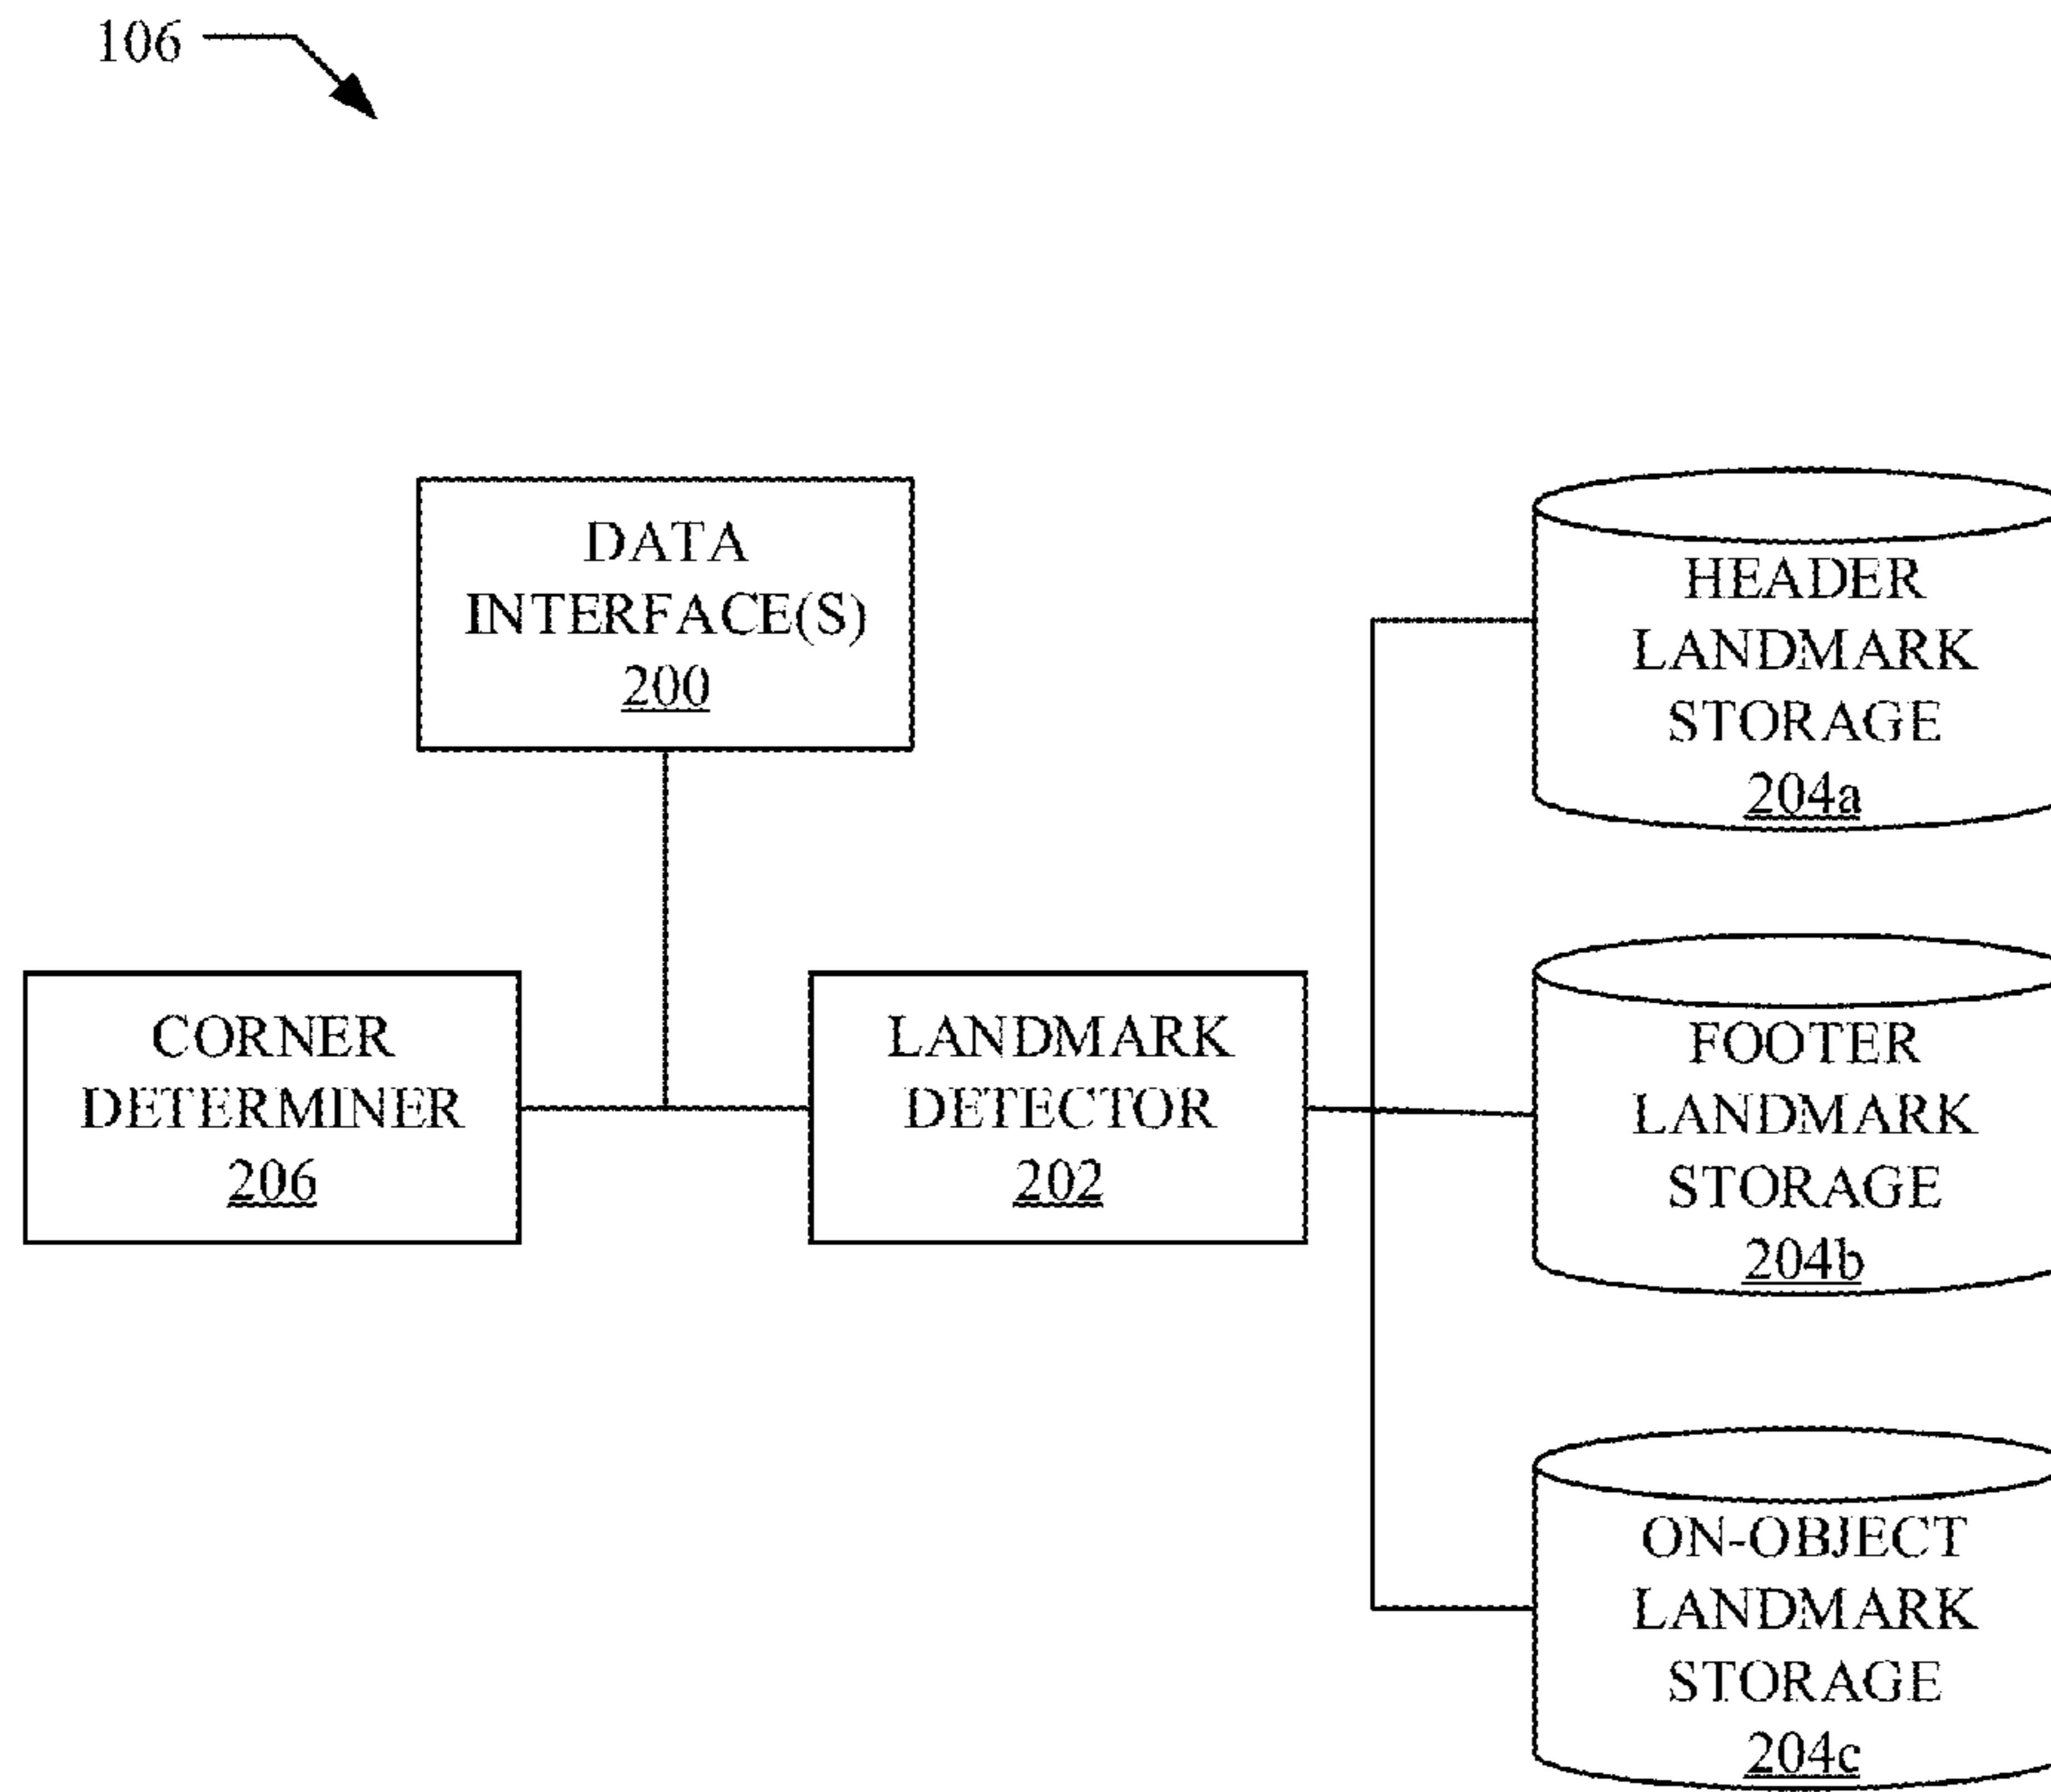 106
DATA
INTERFACE(S)
200
HEADER
LANDMARK
STORAGE
204a
CORNER
DETERMINER
206
LANDMARK
DETECTOR
202
FOOTER
LANDMARK
STORAGE
204b
ON-OBJECT
LANDMARK
STORAGE
204c